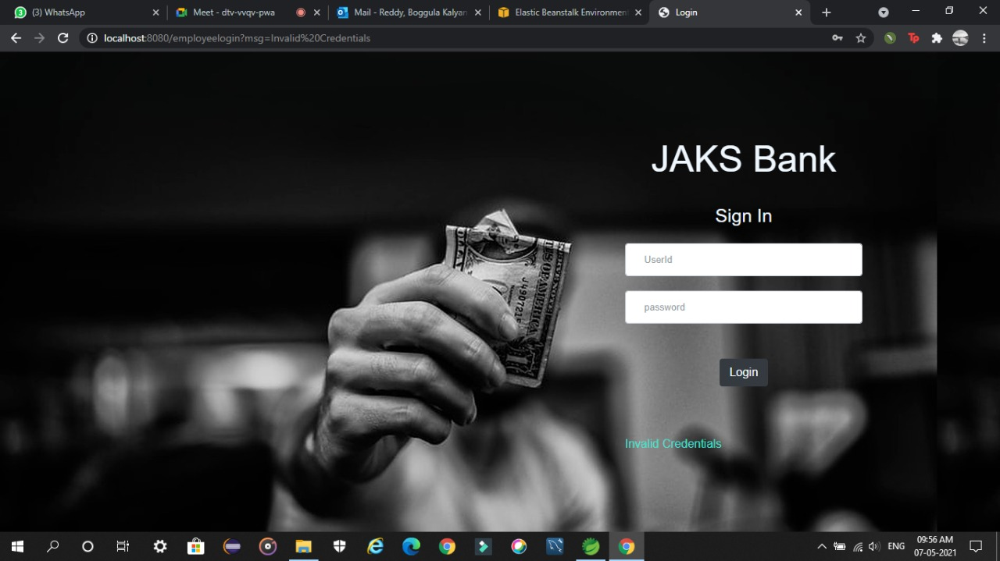 (3) WhatsApp
Meet - dtv-vvqv-pwa
Mail - Reddy, Boggula Kalyan
Elastic Beanstalk Environment
Login
localhost:8080/employeelogin?msg=Invalid%20Credentials
JAKS Bank
Sign In
UserId
password
Login
Invalid Credentials
ENG
09:56 AM
07-05-2021